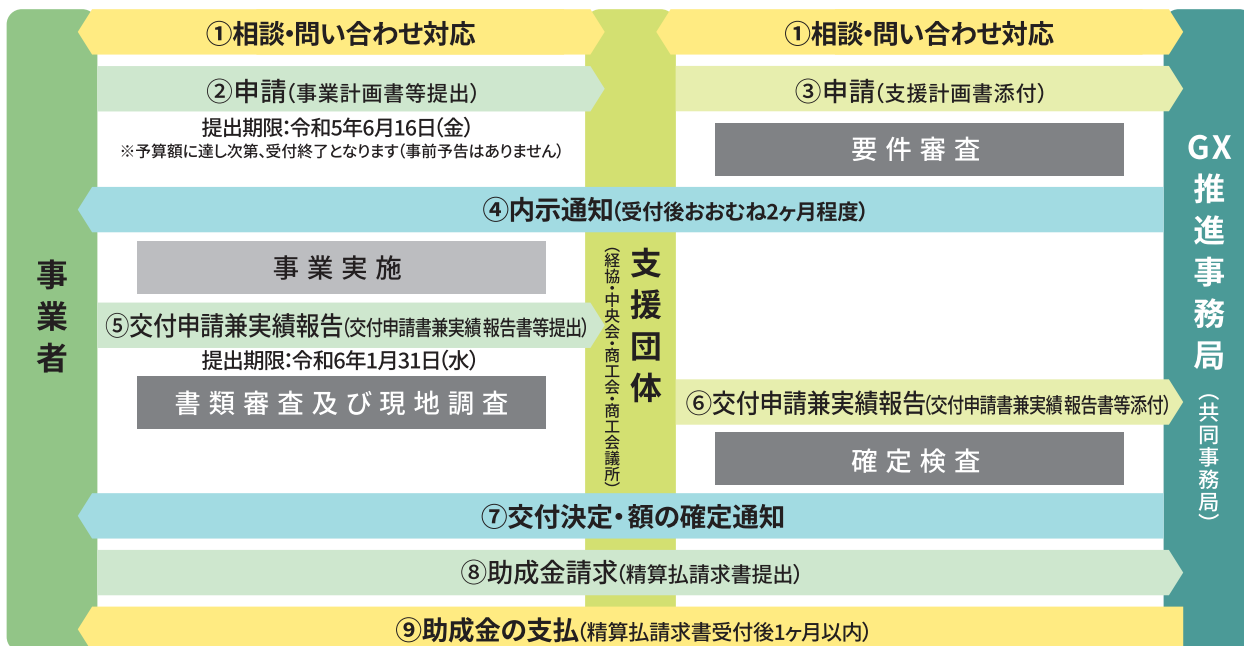 ①相談・問い合わせ対応
①相談・問い合わせ対応
②申請(事業計画書等提出)
③申請(支援計画書添付)
提出期限:令和5年6月16日(金)
※予算額に達し次第、受付終了となります(事前予告はありません)
要件審査
④内示通知(受付後おおむね2ヶ月程度)
事業実施
⑤交付申請兼実績報告(交付申請書兼実績報告書等提出)
提出期限:令和6年1月31日(水)
書類審査及び現地調査
⑥交付申請兼実績報告(交付申請書兼実績報告書等添付)
確定検査
⑦交付決定・額の確定通知
⑧助成金請求(精算払請求書提出)
⑨助成金の支払(精算払請求書受付後1ヶ月以内)
事業者
支援団体
(経協・中央会・商工会・商工会議所)
GX推進事務局
(共同事務局)